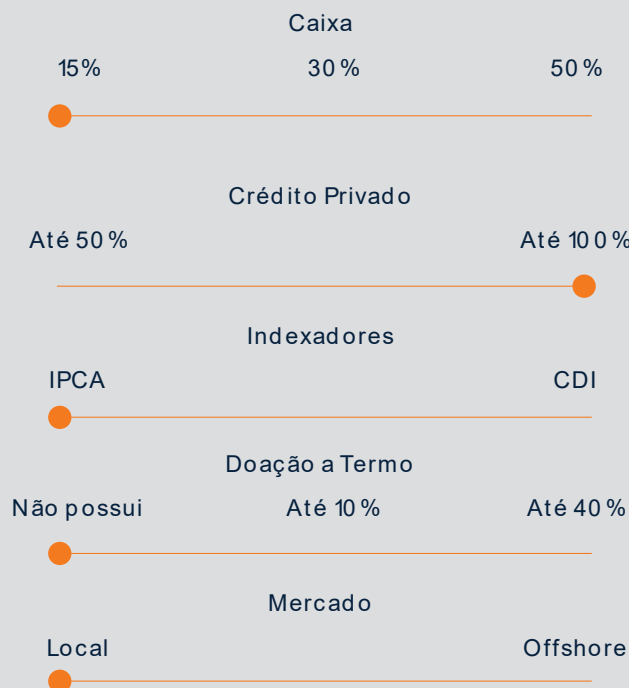 Caixa
15% 30% 50%
Crédito Privado
Até 50% Até 100%
Indexadores
IPCA CDI
Doação a Termo
Não possui Até 10% Até 40%
Mercado
Local Offshore